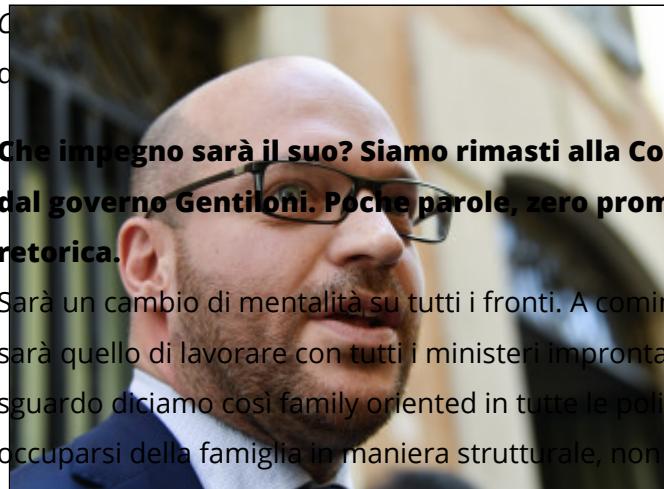 Che impegno sarà il suo? Siamo rimasti alla Co
dal governo Gentiloni. Poche parole, zero prom
retorica.
Sarà un cambio di mentalità su tutti i fronti. A comin
sarà quello di lavorare con tutti i ministeri impronta
sguardo diciamo così family oriented in tutte le poli
occuparsi della famiglia in maniera strutturale, non